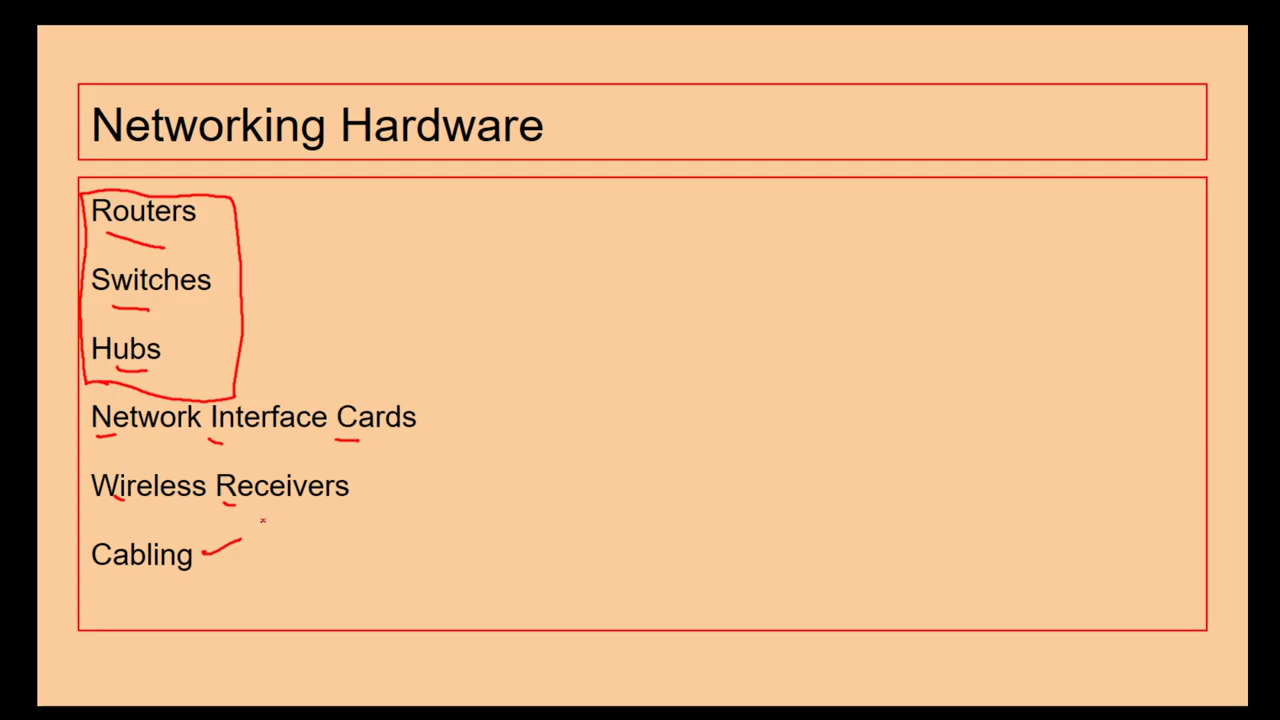 Networking Hardware
Routers
Switches
Hubs
Network Interface Cards
Wireless Receivers
Cabling